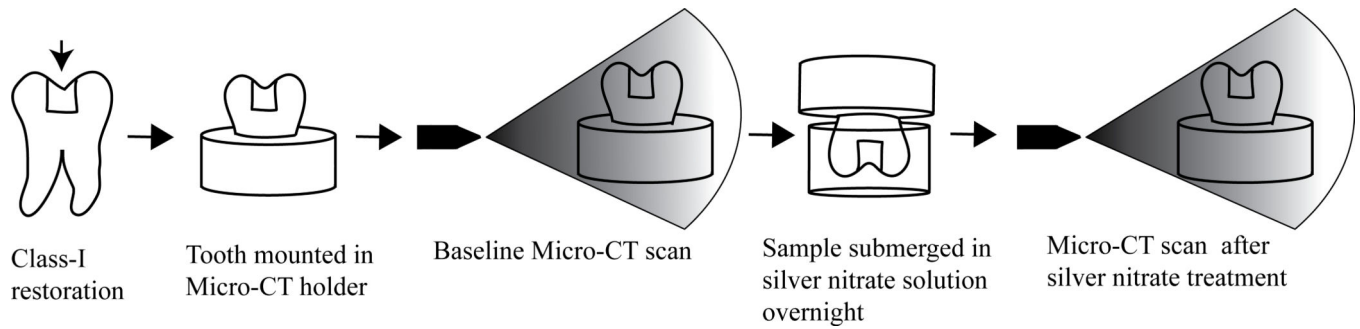 Class-I
restoration
Tooth mounted in
Micro-CT holder
Baseline Micro-CT scan
Sample submerged in
silver nitrate solution
overnight
Micro-CT scan after
silver nitrate treatment